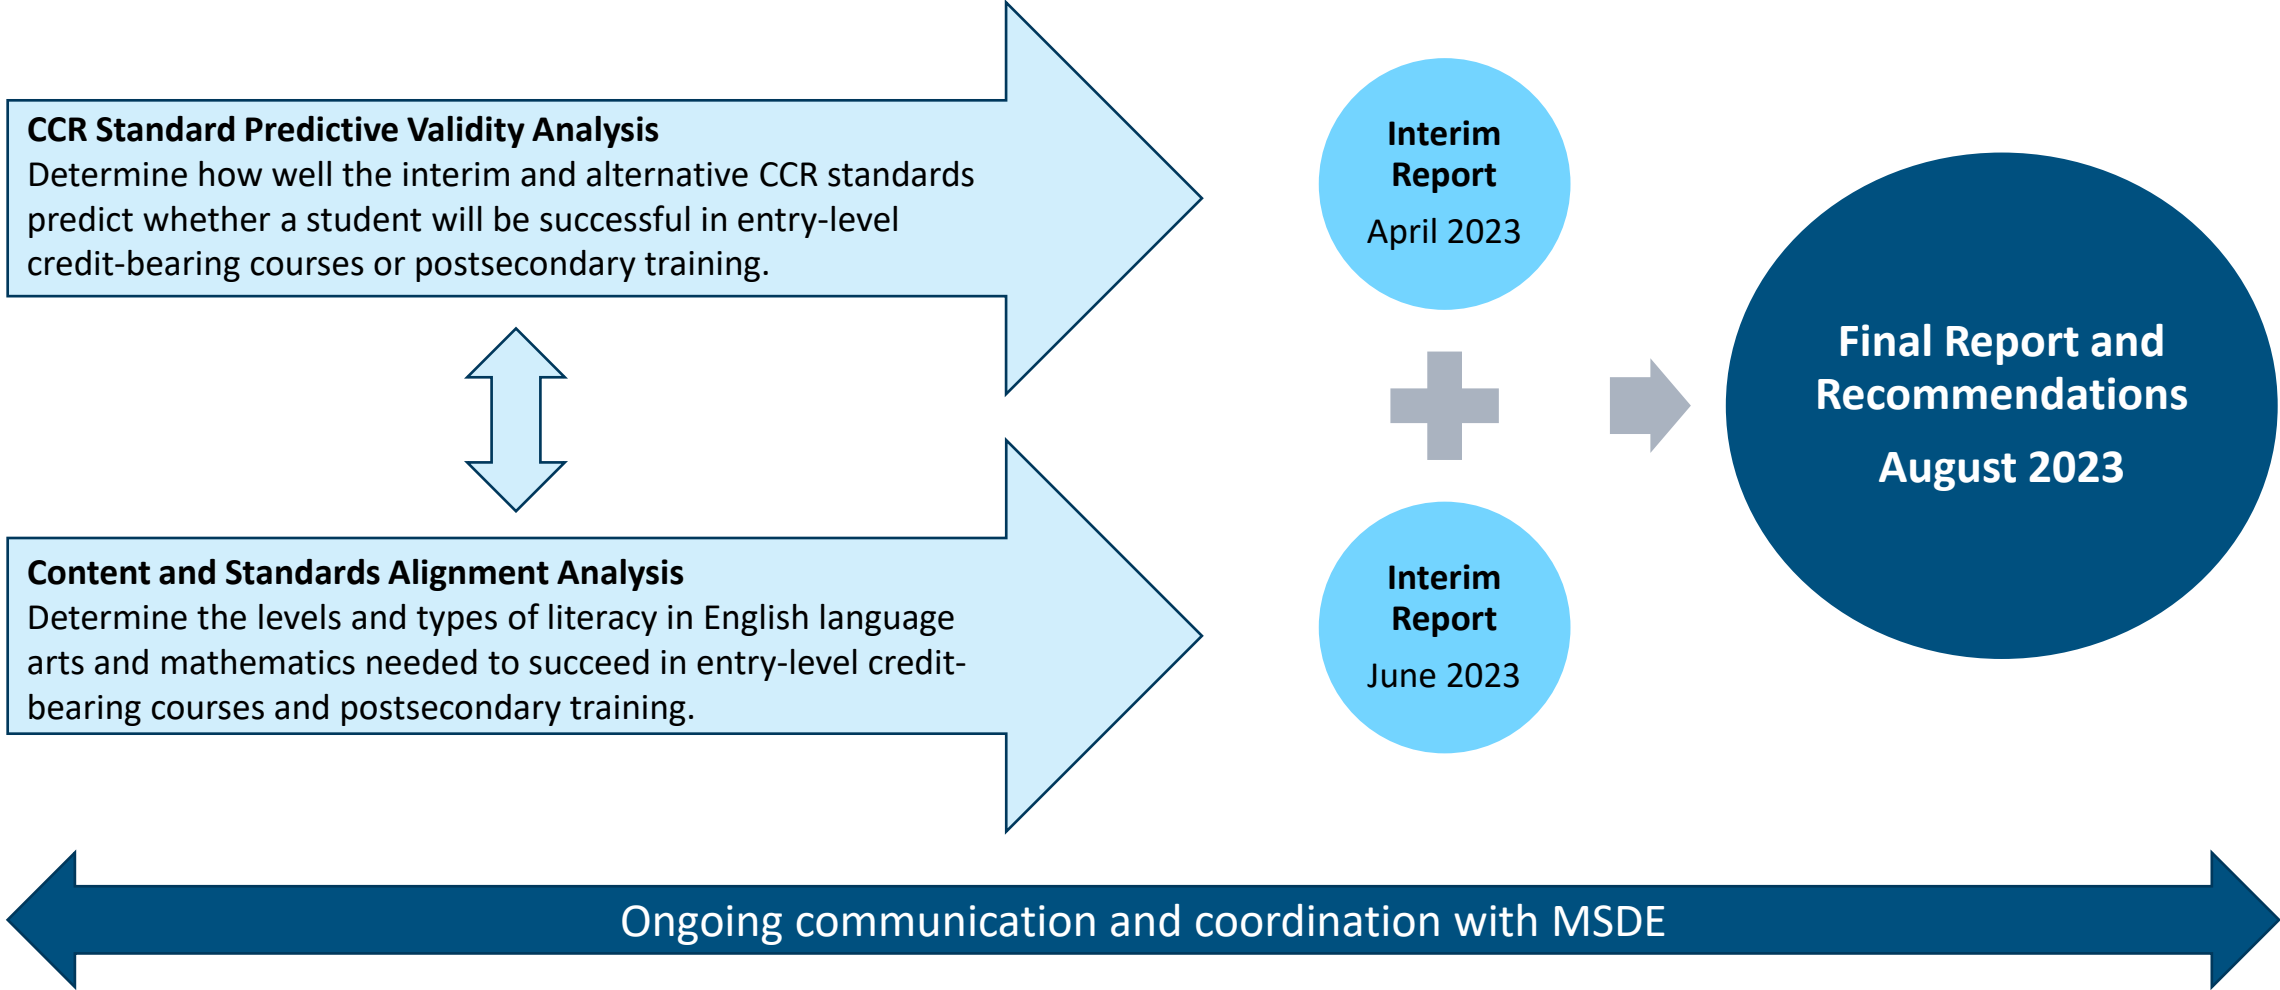 CCR Standard Predictive Validity Analysis
Determine how well the interim and alternative CCR standards
predict whether a student will be successful in entry-level
credit-bearing courses or postsecondary training.
Interim
Report
April 2023
Content and Standards Alignment Analysis
Determine the levels and types of literacy in English language
arts and mathematics needed to succeed in entry-level credit-
bearing courses and postsecondary training.
Interim
Report
June 2023
Final Report and
Recommendations
August 2023
Ongoing communication and coordination with MSDE